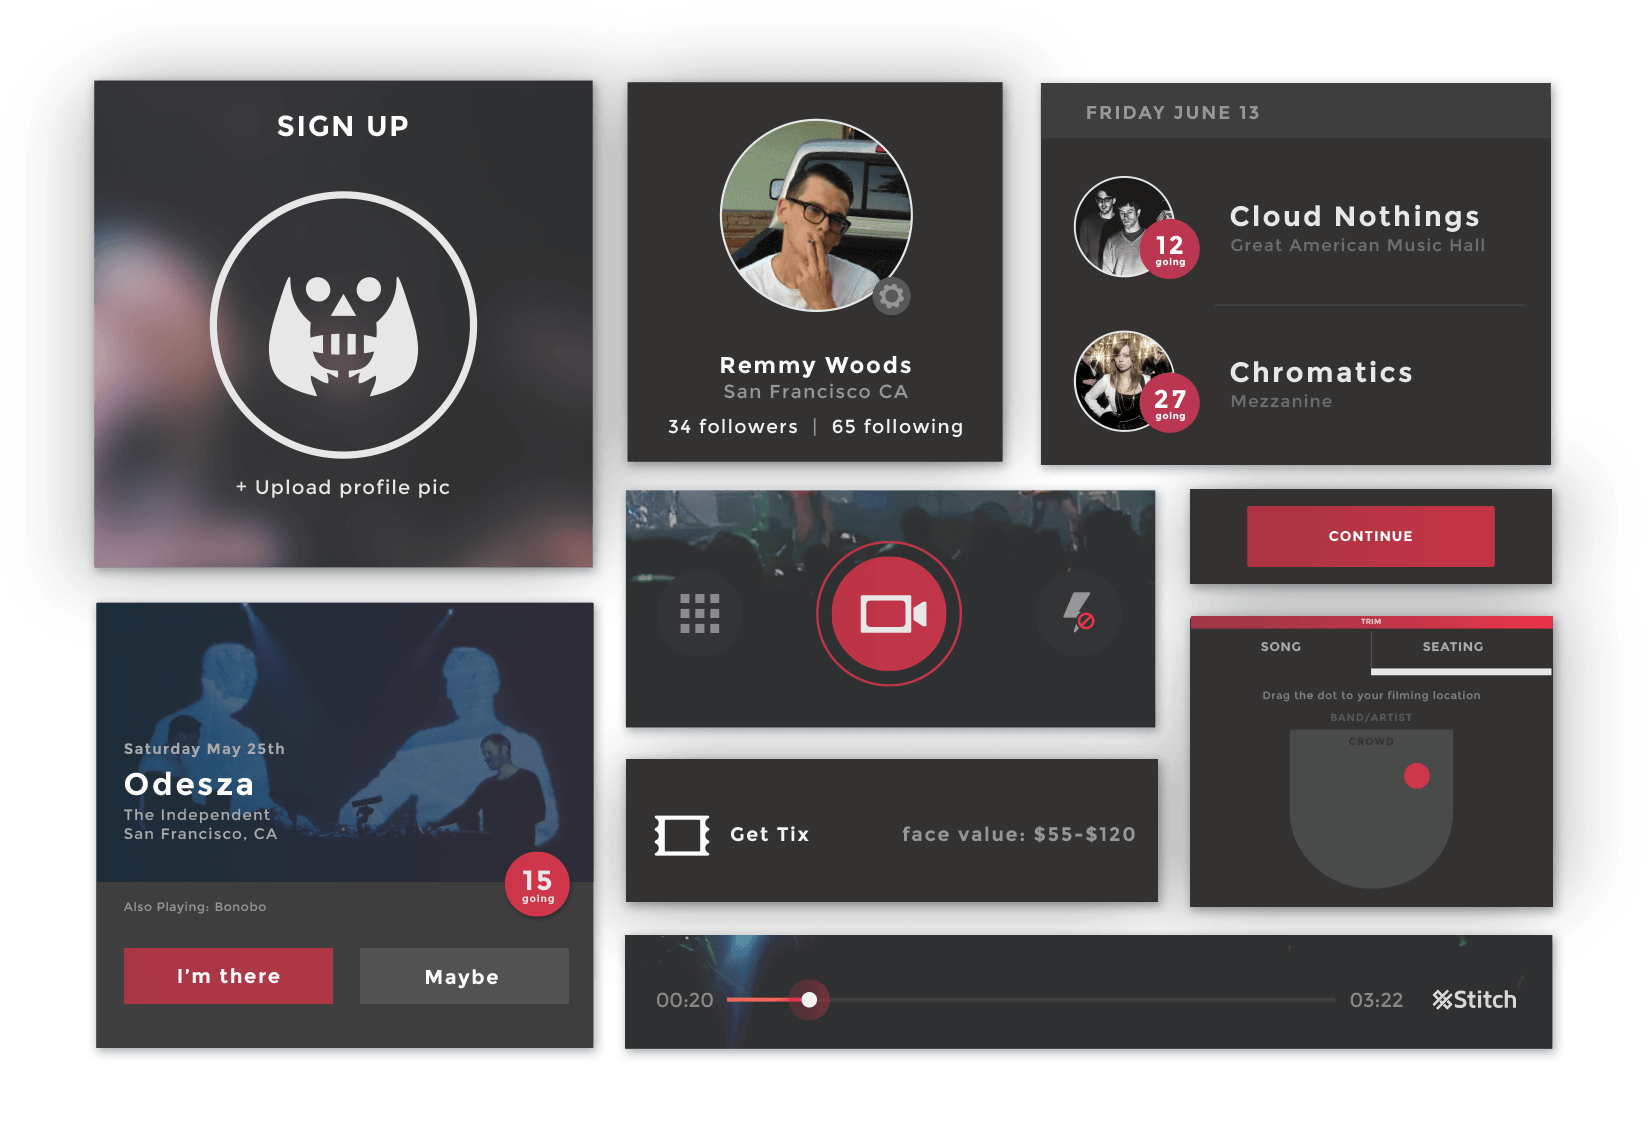 SIGN UP
+ Upload profile pic
Remmy Woods
San Francisco CA
34 followers | 65 following
FRIDAY JUNE 13
12
going
Cloud Nothings
Great American Music Hall
27
going
Chromatics
Mezzanine
CONTINUE
Saturday May 25th
Odesza
The Independent
San Francisco, CA
15
going
Also Playing: Bonobo
I'm there
Maybe
Get Tix
face value: $55-$120
TRIM
SONG
SEATING
Drag the dot to your filming location
BAND/ARTIST
CROWD
00:20
03:22
Stitch